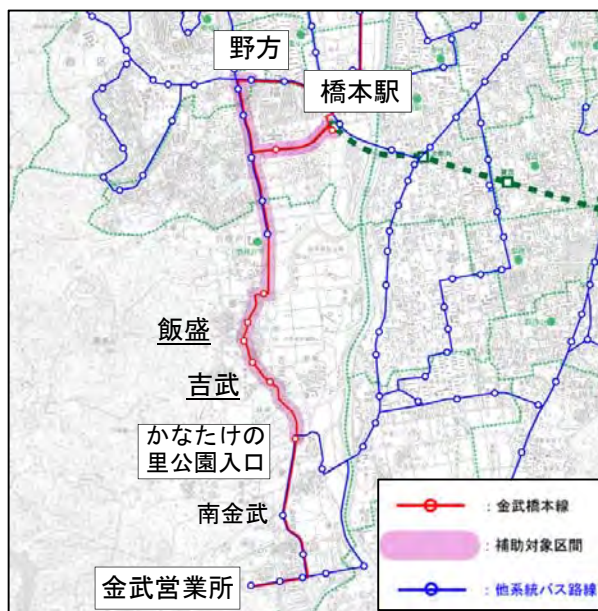 野方
橋本駅
飯盛
吉武
かなたけの
里公園入口
南金武
金武営業所
：金武橋本線
：補助対象区間
：他系統バス路線